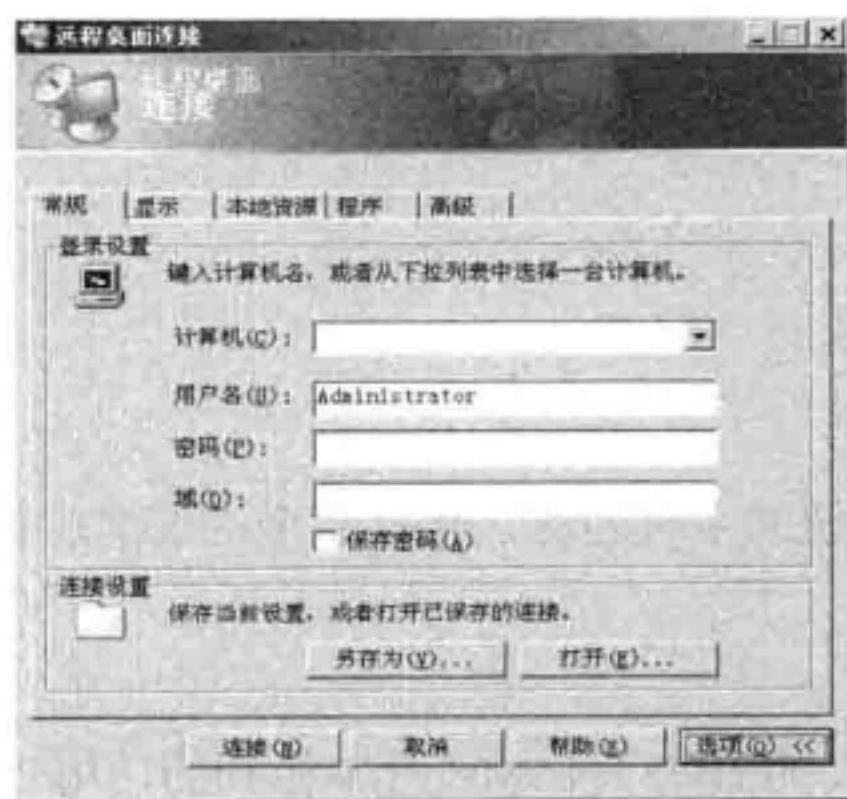 远程桌面连接
远程桌面
连接
常规 显示 本地资源 程序 高级
登录设置
键入计算机名，或者从下拉列表中选择一台计算机。
计算机(C)：
用户名(U)： Administrator
密码(P)：
域(D)：
保存密码(A)
连接设置
保存当前设置，或者打开已保存的连接。
另存为(V)... 打开(E)...
连接(N) 取消 帮助(H) 选项(O) <<